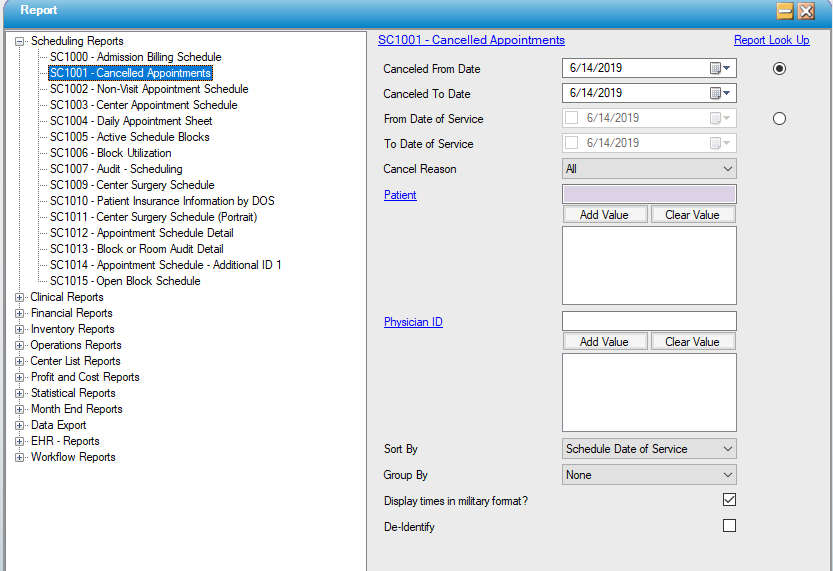 Report
Scheduling Reports
SC1000 - Admission Billing Schedule
SC1001 - Cancelled Appointments
SC1002 - Non-Visit Appointment Schedule
SC1003 - Center Appointment Schedule
SC1004 - Daily Appointment Sheet
SC1005 - Active Schedule Blocks
SC1006 - Block Utilization
SC1007 - Audit - Scheduling
SC1009 - Center Surgery Schedule
SC1010 - Patient Insurance Information by DOS
SC1011 - Center Surgery Schedule (Portrait)
SC1012 - Appointment Schedule Detail
SC1013 - Block or Room Audit Detail
SC1014 - Appointment Schedule - Additional ID 1
SC1015 - Open Block Schedule
Clinical Reports
Financial Reports
Inventory Reports
Operations Reports
Center List Reports
Profit and Cost Reports
Statistical Reports
Month End Reports
Data Export
EHR - Reports
Workflow Reports
SC1001 - Cancelled Appointments Report Look Up
Canceled From Date 6/14/2019
Canceled To Date 6/14/2019
From Date of Service 6/14/2019
To Date of Service 6/14/2019
Cancel Reason All
Patient
Add Value Clear Value
Physician ID
Add Value Clear Value
Sort By Schedule Date of Service
Group By None
Display times in military format?
De-Identify